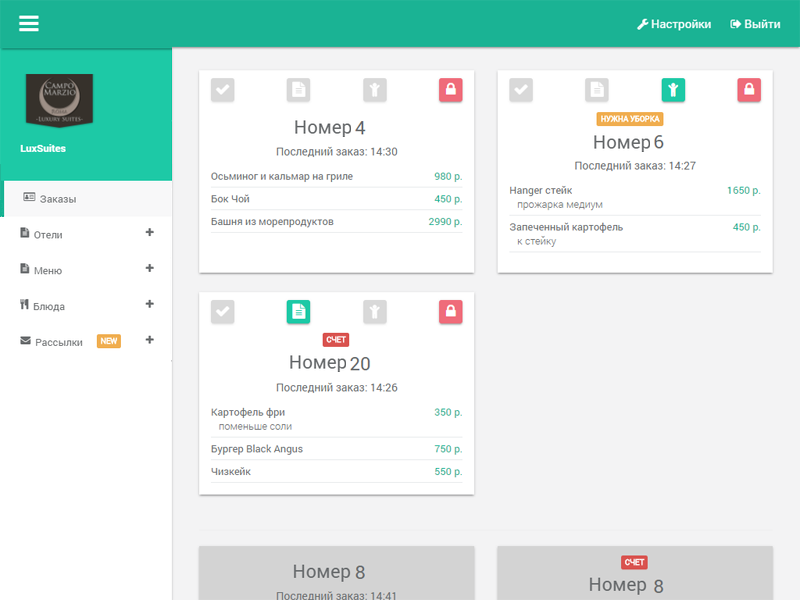 Настройки
Выйти
CAMPO
MARZIO
-LUXURY SUITES-
LuxSuites
Заказы
Отели
Меню
Блюда
Рассылки NEW
Номер 4
Последний заказ: 14:30
Осьминог и кальмар на гриле 980 р.
Бок Чой 450 р.
Башня из морепродуктов 2990 р.
НУЖНА УБОРКА
Номер 6
Последний заказ: 14:27
Hanger стейк 1650 р.
прожарка медиум
Запеченный картофель 450 р.
к стейку
СЧЕТ
Номер 20
Последний заказ: 14:26
Картофель фри 350 р.
поменьше соли
Бургер Black Angus 750 р.
Чизкейк 550 р.
Номер 8
Последний заказ: 14:41
СЧЕТ
Номер 8